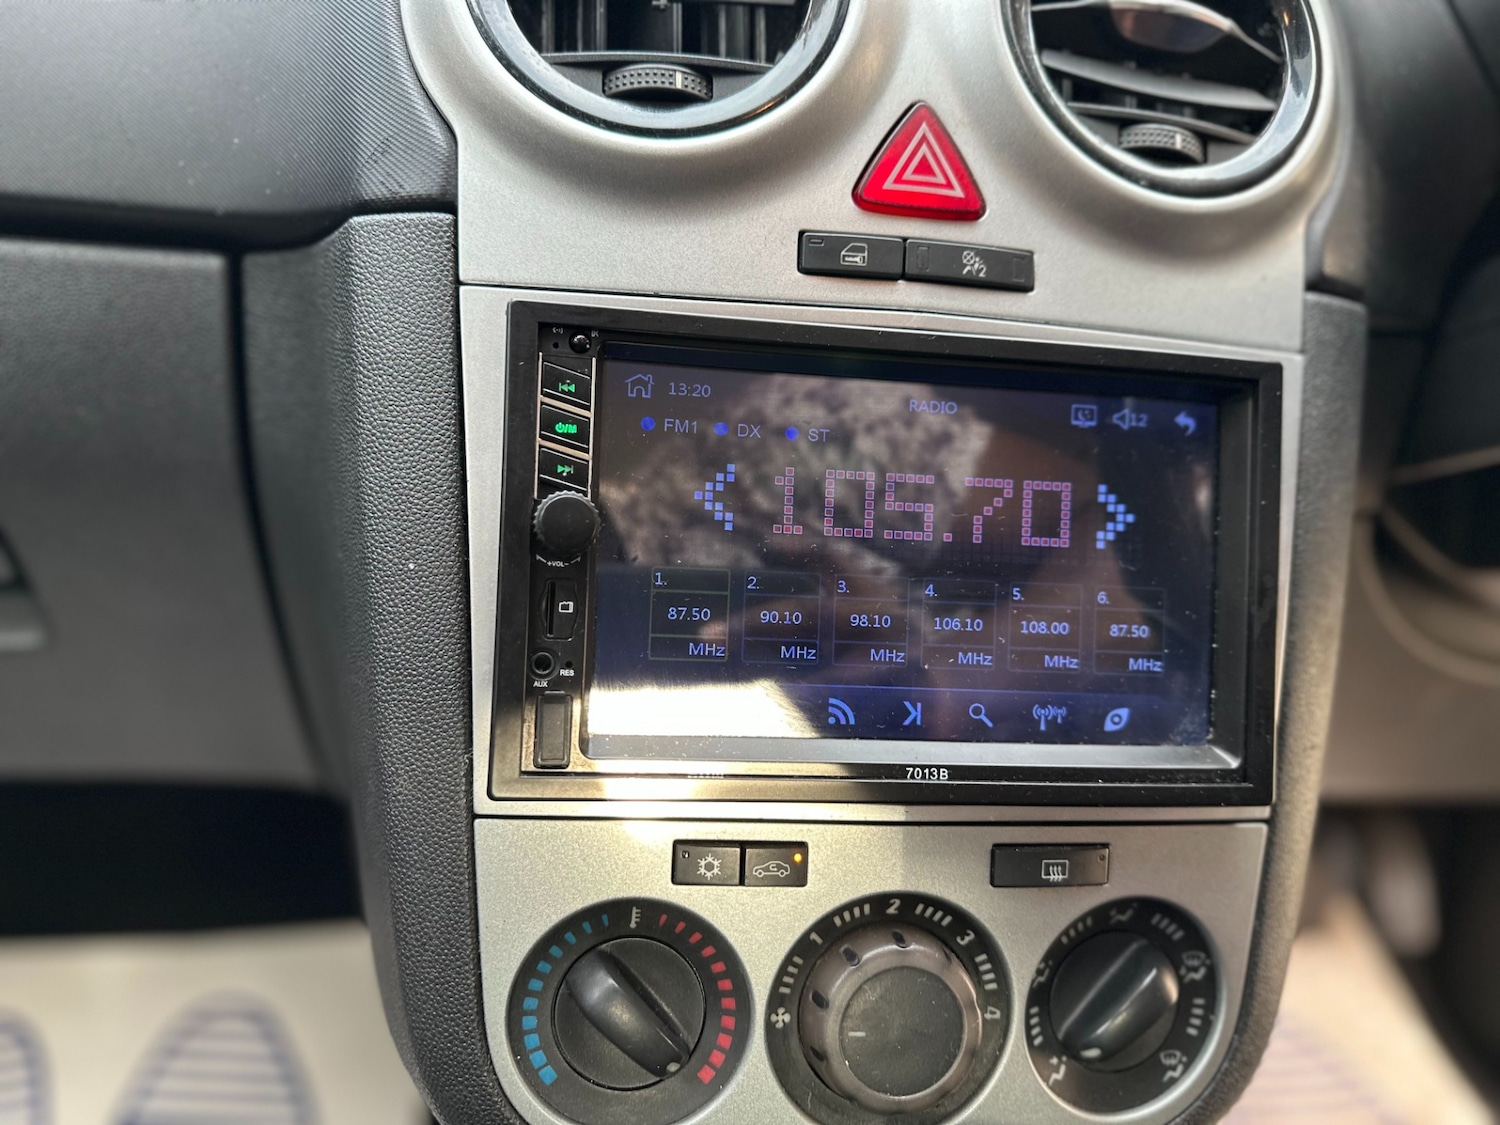 2
13:20
RADIO
12
FM1 DX ST
105.70
1. 2. 3. 4. 5. 6.
87.50 90.10 98.10 106.10 108.00 87.50
MHz MHz MHz MHz MHz MHz
+VOL-
RES
AUX
7013B
1 2 3 4